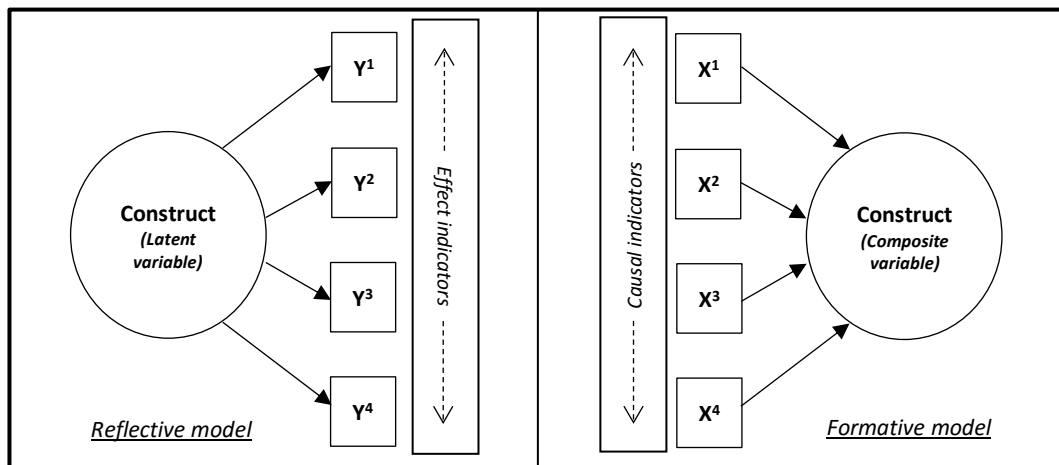 Y¹
Y²
Construct
(Latent
variable)
Y³
Y⁴
Effect indicators
Reflective model
Causal indicators
X¹
X²
Construct
(Composite
variable)
X³
X⁴
Formative model